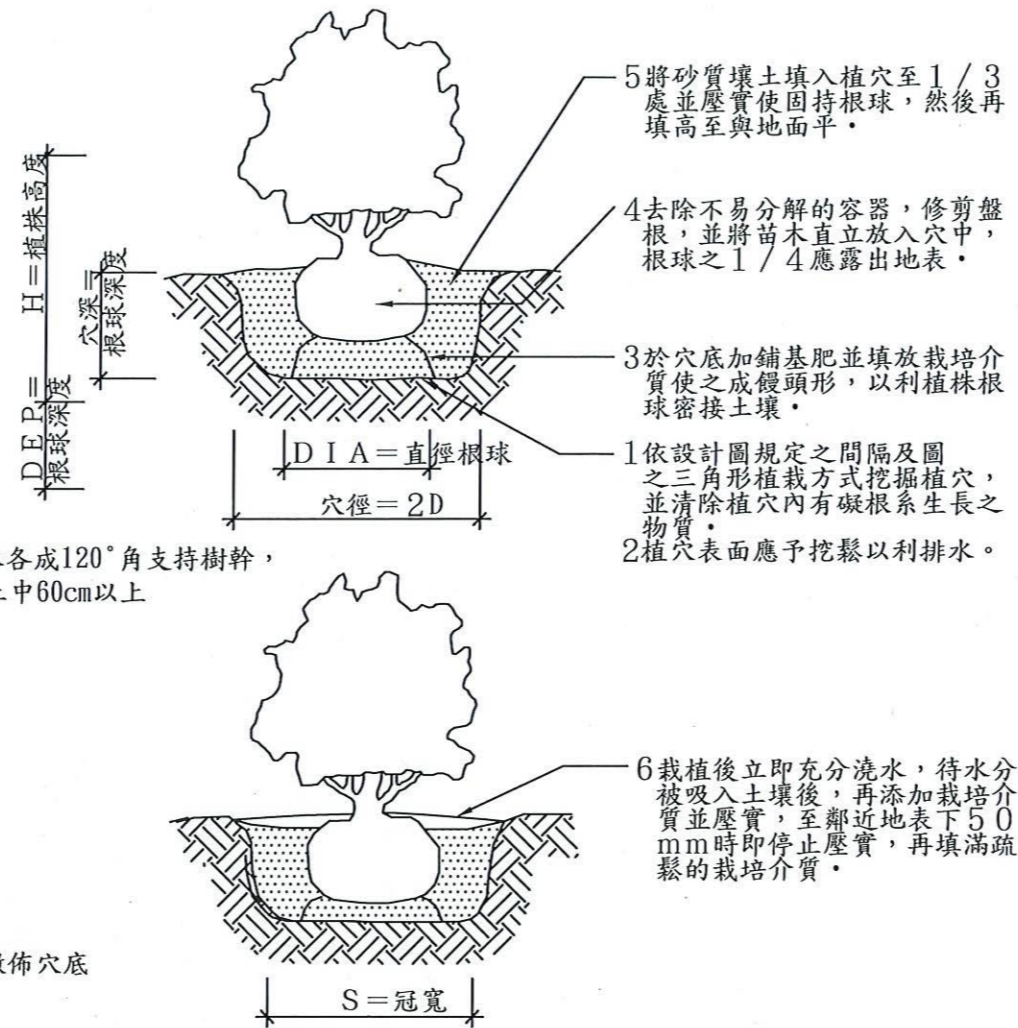 5將砂質壤土填入植穴至1/3
處並壓實使固持根球,然後再
填高至與地面平．
4去除不易分解的容器,修剪盤
根,並將苗木直立放入穴中,
根球之1/4應露出地表．
H=植株高度
穴深=
根球深度
3於穴底加鋪基肥並填放栽培介
質使之成饅頭形,以利植株根
球密接土壤．
DEP=
根球深度
DIA=直徑根球
穴徑=2D
1依設計圖規定之間隔及圖
之三角形植栽方式挖掘植穴,
並清除植穴內有礙根系生長之
物質．
2植穴表面應予挖鬆以利排水。
各成120°角支持樹幹,
中60cm以上
6栽植後立即充分澆水,待水分
被吸入土壤後,再添加栽培介
質並壓實,至鄰近地表下50
mm時即停止壓實,再填滿疏
鬆的栽培介質．
佈穴底
S=冠寬